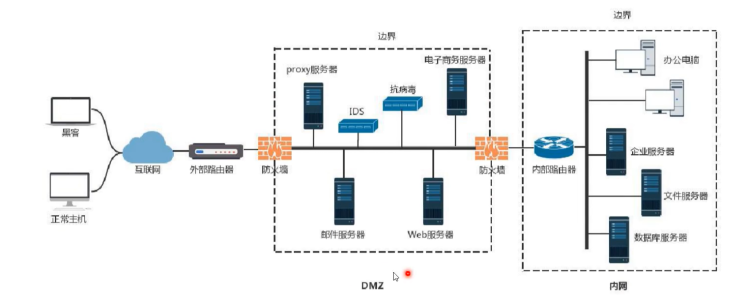 边界
边界
proxy服务器
电子商务服务器
办公电脑
抗病毒
IDS
黑客
互联网
外部路由器
防火墙
防火墙
内部路由器
企业服务器
正常主机
邮件服务器
Web服务器
文件服务器
数据库服务器
DMZ
内网